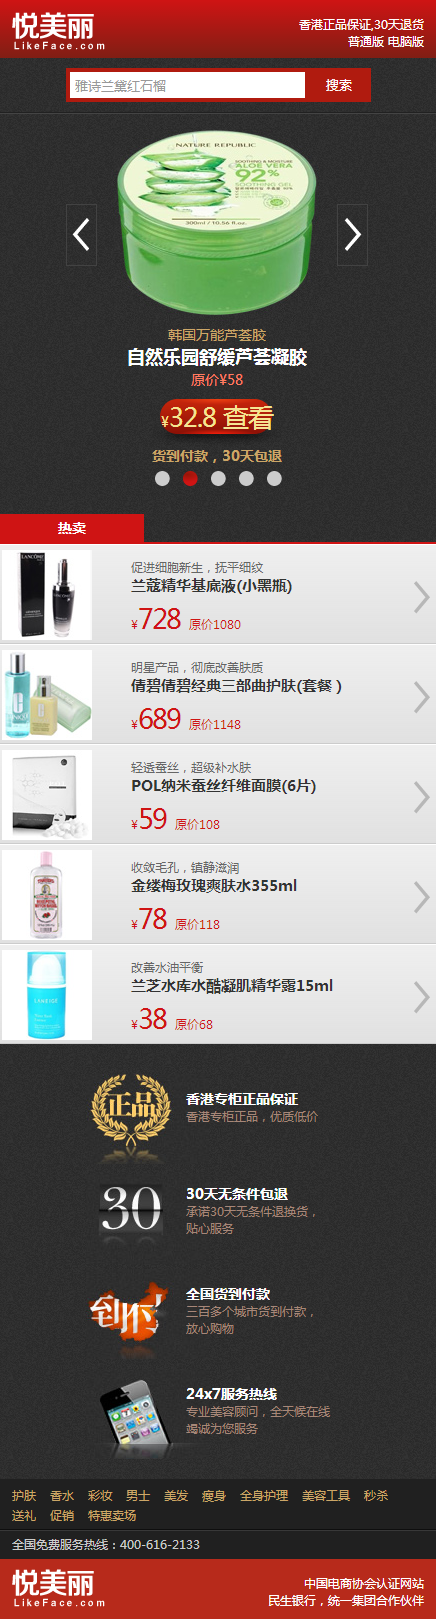 悦美丽
LikeFace.com
香港正品保证,30天退货
普通版 电脑版
雅诗兰黛红石榴
搜索
NATURE REPUBLIC
SOOTHING & MOISTURE
ALOE VERA
92%
SOOTHING GEL
300ml / 10.56 fl.oz.
韩国万能芦荟胶
自然乐园舒缓芦荟凝胶
原价¥58
¥32.8 查看
货到付款，30天包退
热卖
LANCÔME
促进细胞新生，抚平细纹
兰蔻精华基底液(小黑瓶)
¥728 原价1080
明星产品，彻底改善肤质
倩碧倩碧经典三部曲护肤(套餐 )
¥689 原价1148
轻透蚕丝，超级补水肤
POL纳米蚕丝纤维面膜(6片)
¥59 原价108
收敛毛孔，镇静滋润
金缕梅玫瑰爽肤水355ml
¥78 原价118
LANEIGE
改善水油平衡
兰芝水库水酷凝肌精华露15ml
¥38 原价68
正品
香港专柜正品保证
香港专柜正品，优质低价
30
30天无条件包退
承诺30天无条件退换货，
贴心服务
到付
全国货到付款
三百多个城市货到付款，
放心购物
24x7服务热线
专业美容顾问，全天候在线
竭诚为您服务
护肤 香水 彩妆 男士 美发 瘦身 全身护理 美容工具 秒杀
送礼 促销 特惠卖场
全国免费服务热线：400-616-2133
悦美丽
LikeFace.com
中国电商协会认证网站
民生银行，统一集团合作伙伴